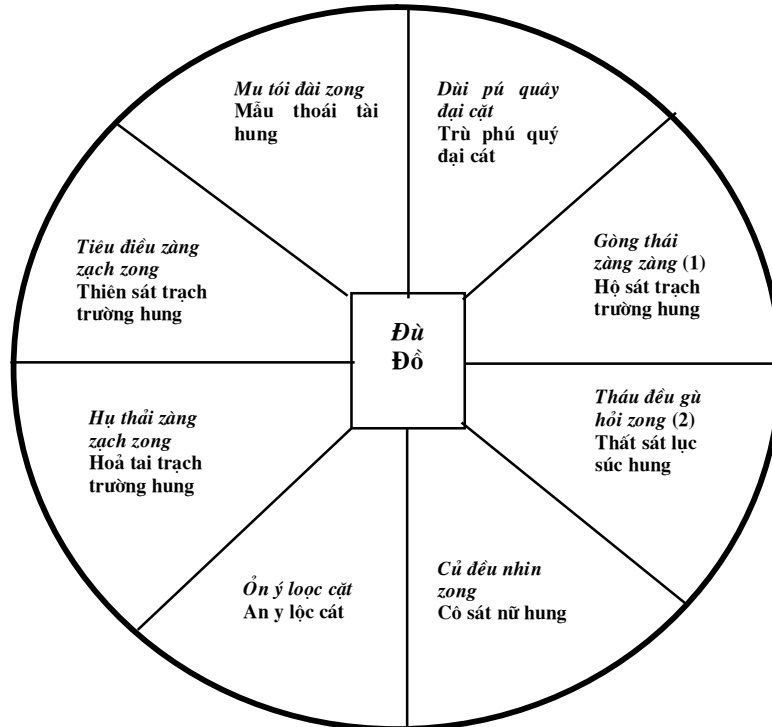 Mu tói đài zong
Mẫu thoái tài
hung
Dùi pú quây
đại cặt
Trù phú quý
đại cát
Tiêu điều zàng
zạch zong
Thiên sát trạch
trường hung
Gòng thái
zàng zàng (1)
Hộ sát trạch
trường hung
Đù
Đồ
Hụ thải zàng
zạch zong
Hoả tai trạch
trường hung
Tháu đều gù
hỏi zong (2)
Thất sát lục
súc hung
Ỏn ý loọc cặt
An y lộc cát
Củ đều nhin
zong
Cô sát nữ hung